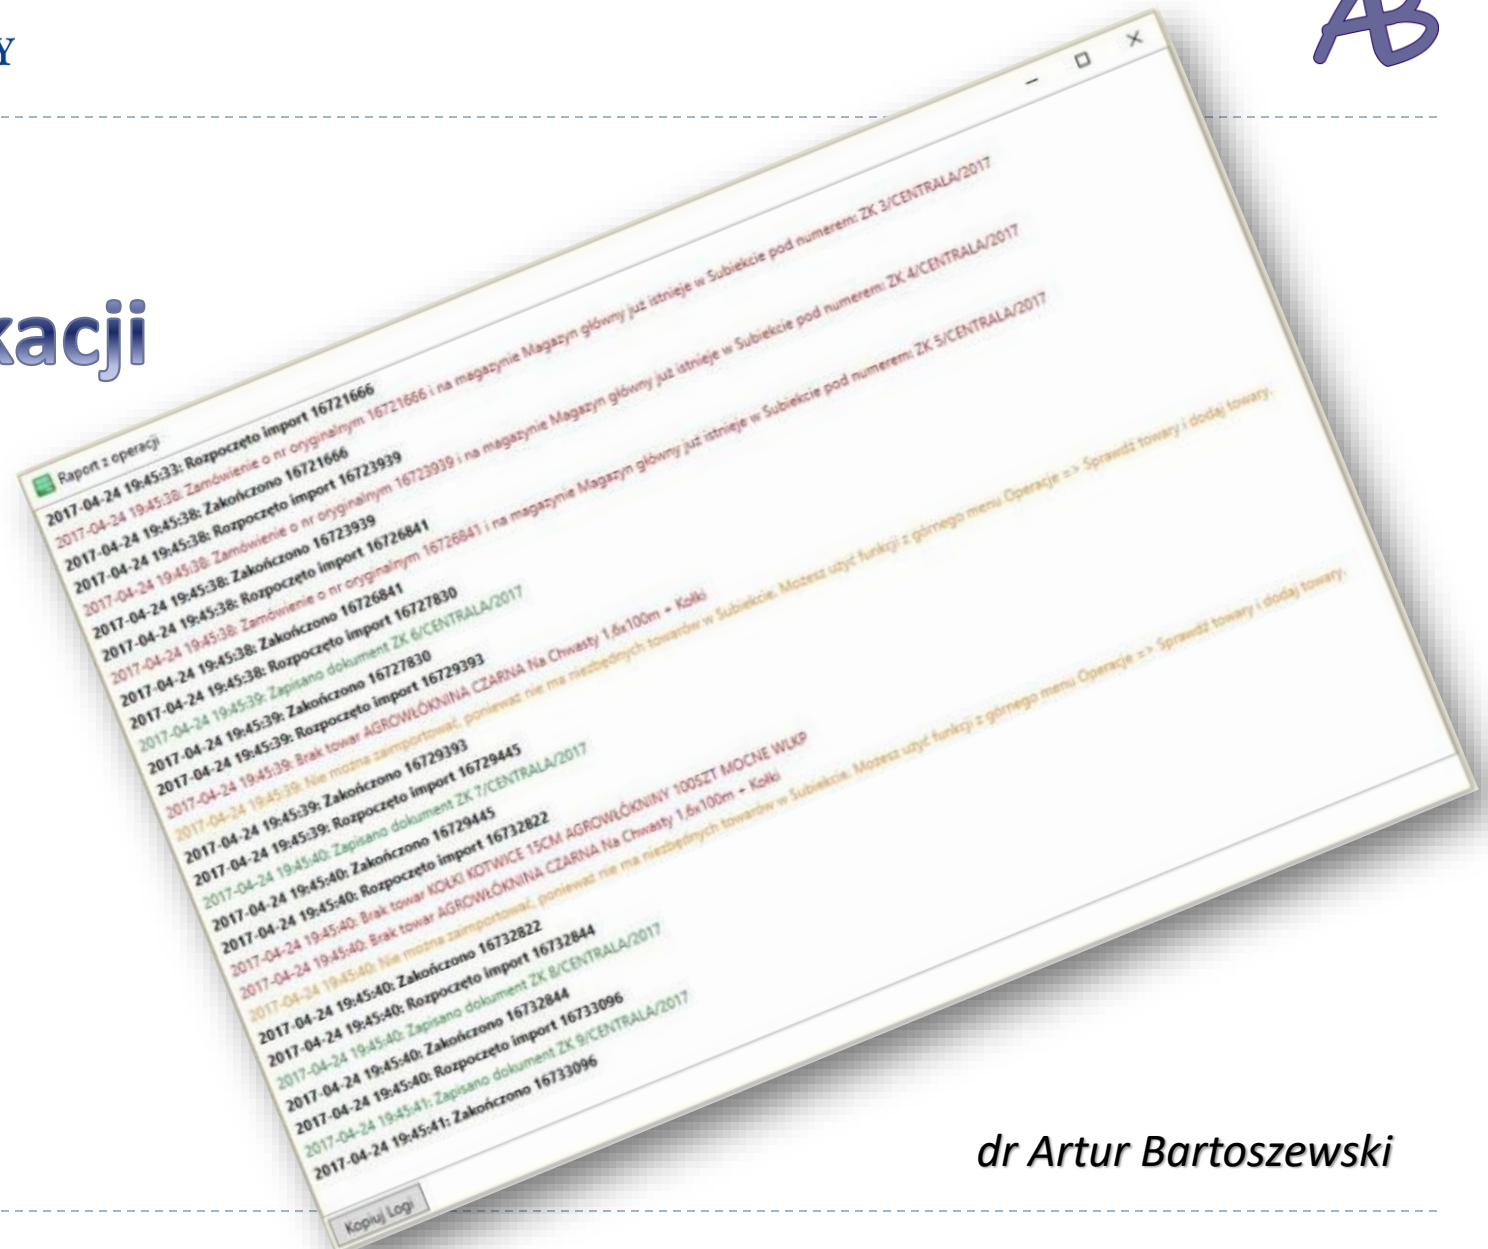 Y
AB
kacji
Raport z operacji
2017-04-24 19:45:33: Rozpoczęto import 16721666
2017-04-24 19:45:38: Zamówienie o nr oryginalnym 16721666 i na magazynie Magazyn główny już istnieje w Subiekcie pod numerem: ZK 3/CENTRALA/2017
2017-04-24 19:45:38: Zakończono 16721666
2017-04-24 19:45:38: Rozpoczęto import 16723939
2017-04-24 19:45:38: Zamówienie o nr oryginalnym 16723939 i na magazynie Magazyn główny już istnieje w Subiekcie pod numerem: ZK 4/CENTRALA/2017
2017-04-24 19:45:38: Zakończono 16723939
2017-04-24 19:45:38: Rozpoczęto import 16726841
2017-04-24 19:45:38: Zamówienie o nr oryginalnym 16726841 i na magazynie Magazyn główny już istnieje w Subiekcie pod numerem: ZK 5/CENTRALA/2017
2017-04-24 19:45:38: Zakończono 16726841
2017-04-24 19:45:38: Rozpoczęto import 16727830
2017-04-24 19:45:39: Zapisano dokument ZK 6/CENTRALA/2017
2017-04-24 19:45:39: Zakończono 16727830
2017-04-24 19:45:39: Rozpoczęto import 16729393
2017-04-24 19:45:39: Brak towar AGROWŁÓKNINA CZARNA Na Chwasty 1,6x100m + Kołki
2017-04-24 19:45:39: Nie można zaimportować, ponieważ nie ma niezbędnych towarów w Subiekcie. Możesz użyć funkcji z górnego menu Operacje => Sprawdź towary i dodaj towary.
2017-04-24 19:45:39: Zakończono 16729393
2017-04-24 19:45:39: Rozpoczęto import 16729445
2017-04-24 19:45:40: Zapisano dokument ZK 7/CENTRALA/2017
2017-04-24 19:45:40: Zakończono 16729445
2017-04-24 19:45:40: Rozpoczęto import 16732822
2017-04-24 19:45:40: Brak towar KOŁKI KOTWICE 15CM AGROWŁÓKNINY 100SZT MOCNE WLKP
2017-04-24 19:45:40: Brak towar AGROWŁÓKNINA CZARNA Na Chwasty 1,6x100m + Kołki
2017-04-24 19:45:40: Nie można zaimportować, ponieważ nie ma niezbędnych towarów w Subiekcie. Możesz użyć funkcji z górnego menu Operacje => Sprawdź towary i dodaj towary.
2017-04-24 19:45:40: Zakończono 16732822
2017-04-24 19:45:40: Rozpoczęto import 16732844
2017-04-24 19:45:40: Zapisano dokument ZK 8/CENTRALA/2017
2017-04-24 19:45:40: Zakończono 16732844
2017-04-24 19:45:40: Rozpoczęto import 16733096
2017-04-24 19:45:41: Zapisano dokument ZK 9/CENTRALA/2017
2017-04-24 19:45:41: Zakończono 16733096
Kopiuj Logi
dr Artur Bartoszewski